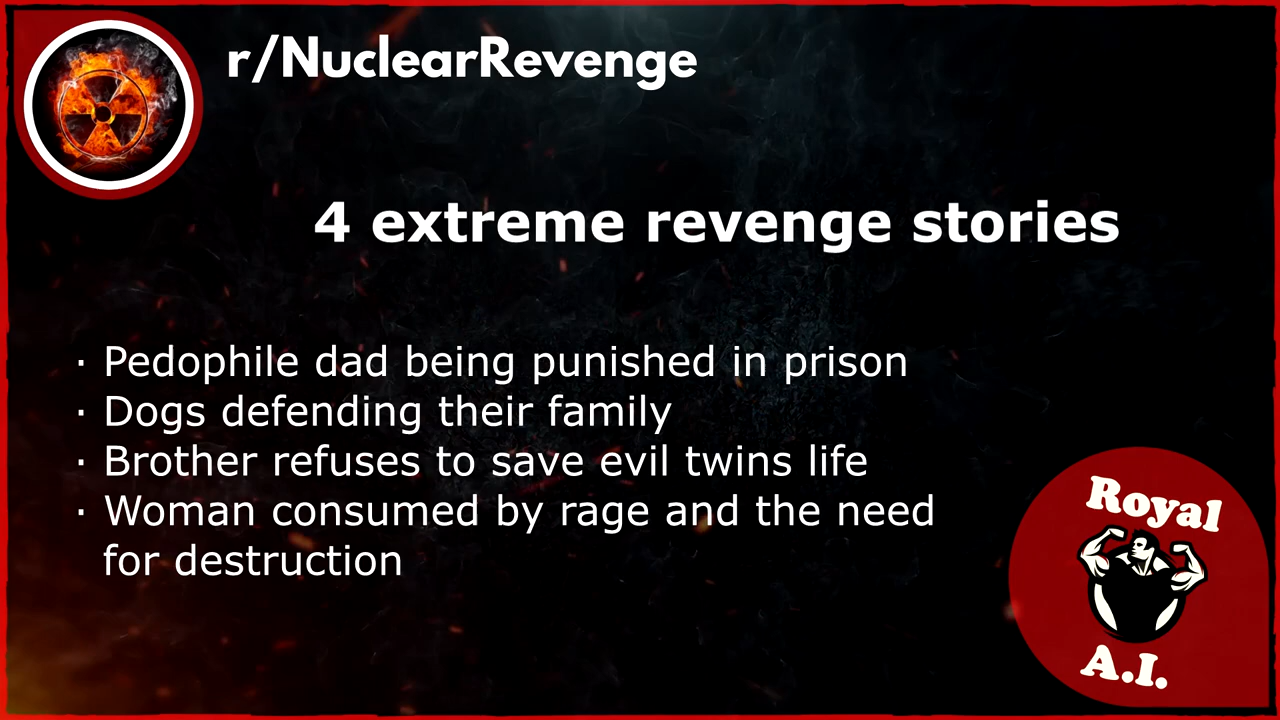 r/NuclearRevenge
4 extreme revenge stories
· Pedophile dad being punished in prison
· Dogs defending their family
· Brother refuses to save evil twins life
· Woman consumed by rage and the need
for destruction
Royal
A.I.